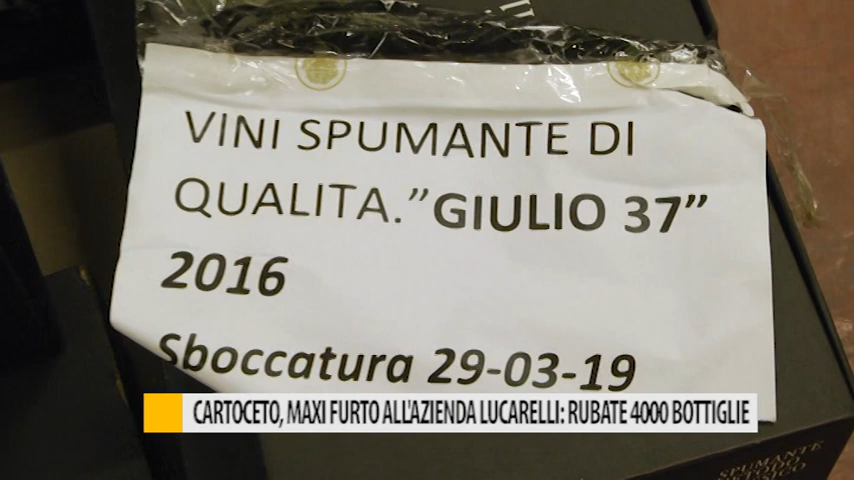 VINI SPUMANTE DI
QUALITA.”GIULIO 37”
2016
Sboccatura 29-03-19
CARTOCETO, MAXI FURTO ALL'AZIENDA LUCARELLI: RUBATE 4000 BOTTIGLIE
SPUMANTE